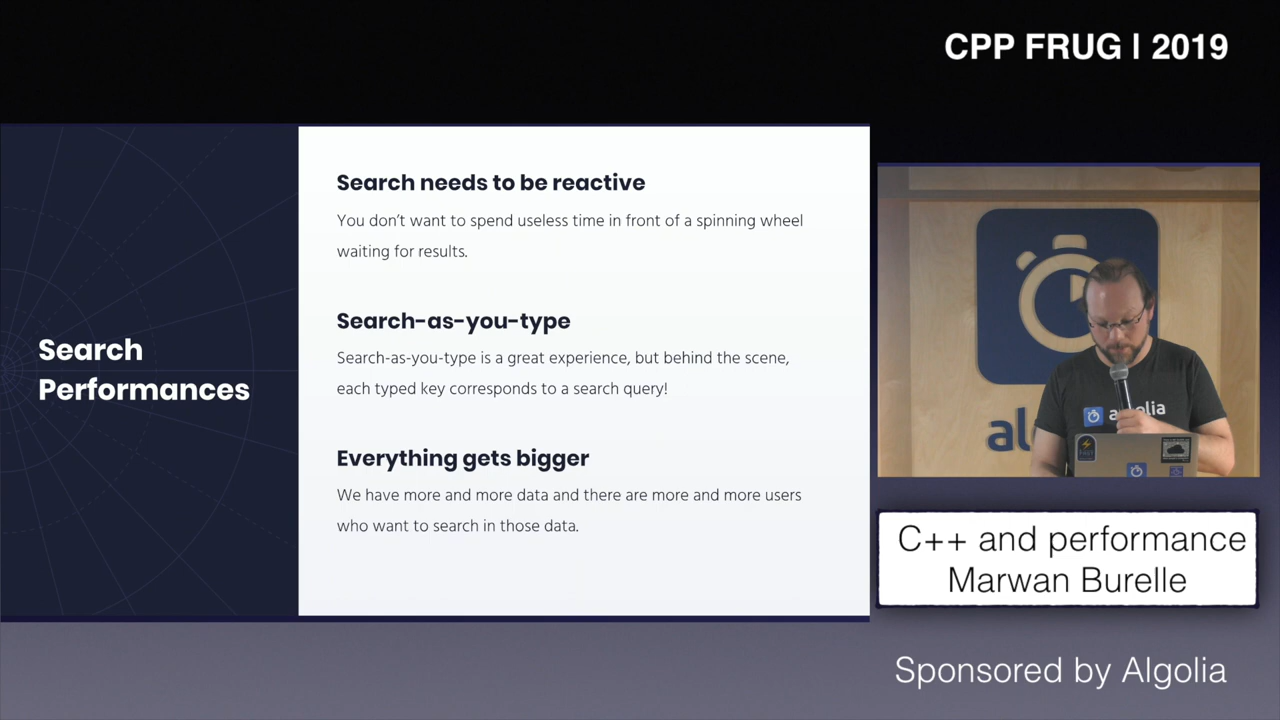 CPP FRUG | 2019
Search
Performances
Search needs to be reactive
You don't want to spend useless time in front of a spinning wheel
waiting for results.
Search-as-you-type
Search-as-you-type is a great experience, but behind the scene,
each typed key corresponds to a search query!
Everything gets bigger
We have more and more data and there are more and more users
who want to search in those data.
C++ and performance
Marwan Burelle
Sponsored by Algolia